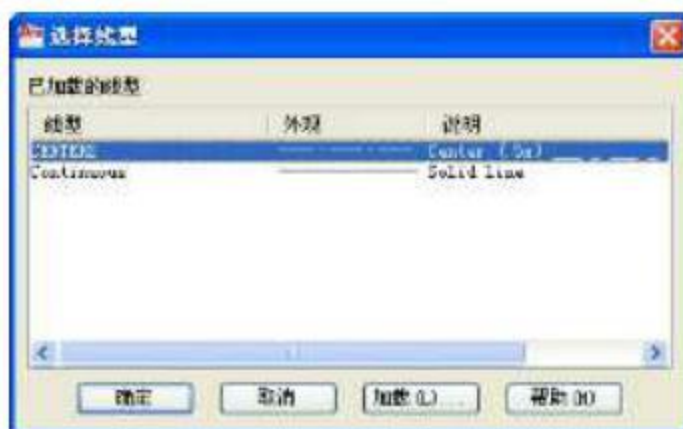 选择线型
已加载的线型
线型 外观 说明
CENTER2 Center (.5x)
Continuous Solid line
确定 取消 加载(L)... 帮助(H)